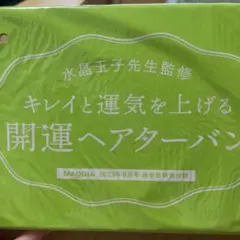 水晶玉子先生監修
キレイと運気を上げる
開運ヘアターバン